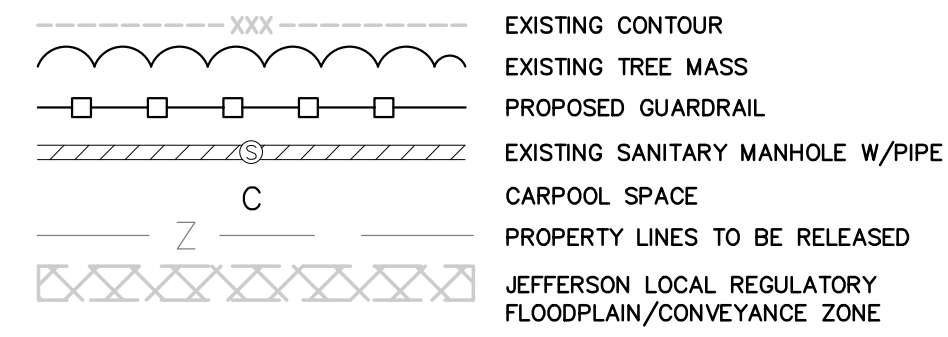 XXX EXISTING CONTOUR
EXISTING TREE MASS
PROPOSED GUARDRAIL
S EXISTING SANITARY MANHOLE W/PIPE
C CARPOOL SPACE
Z PROPERTY LINES TO BE RELEASED
JEFFERSON LOCAL REGULATORY
FLOODPLAIN/CONVEYANCE ZONE